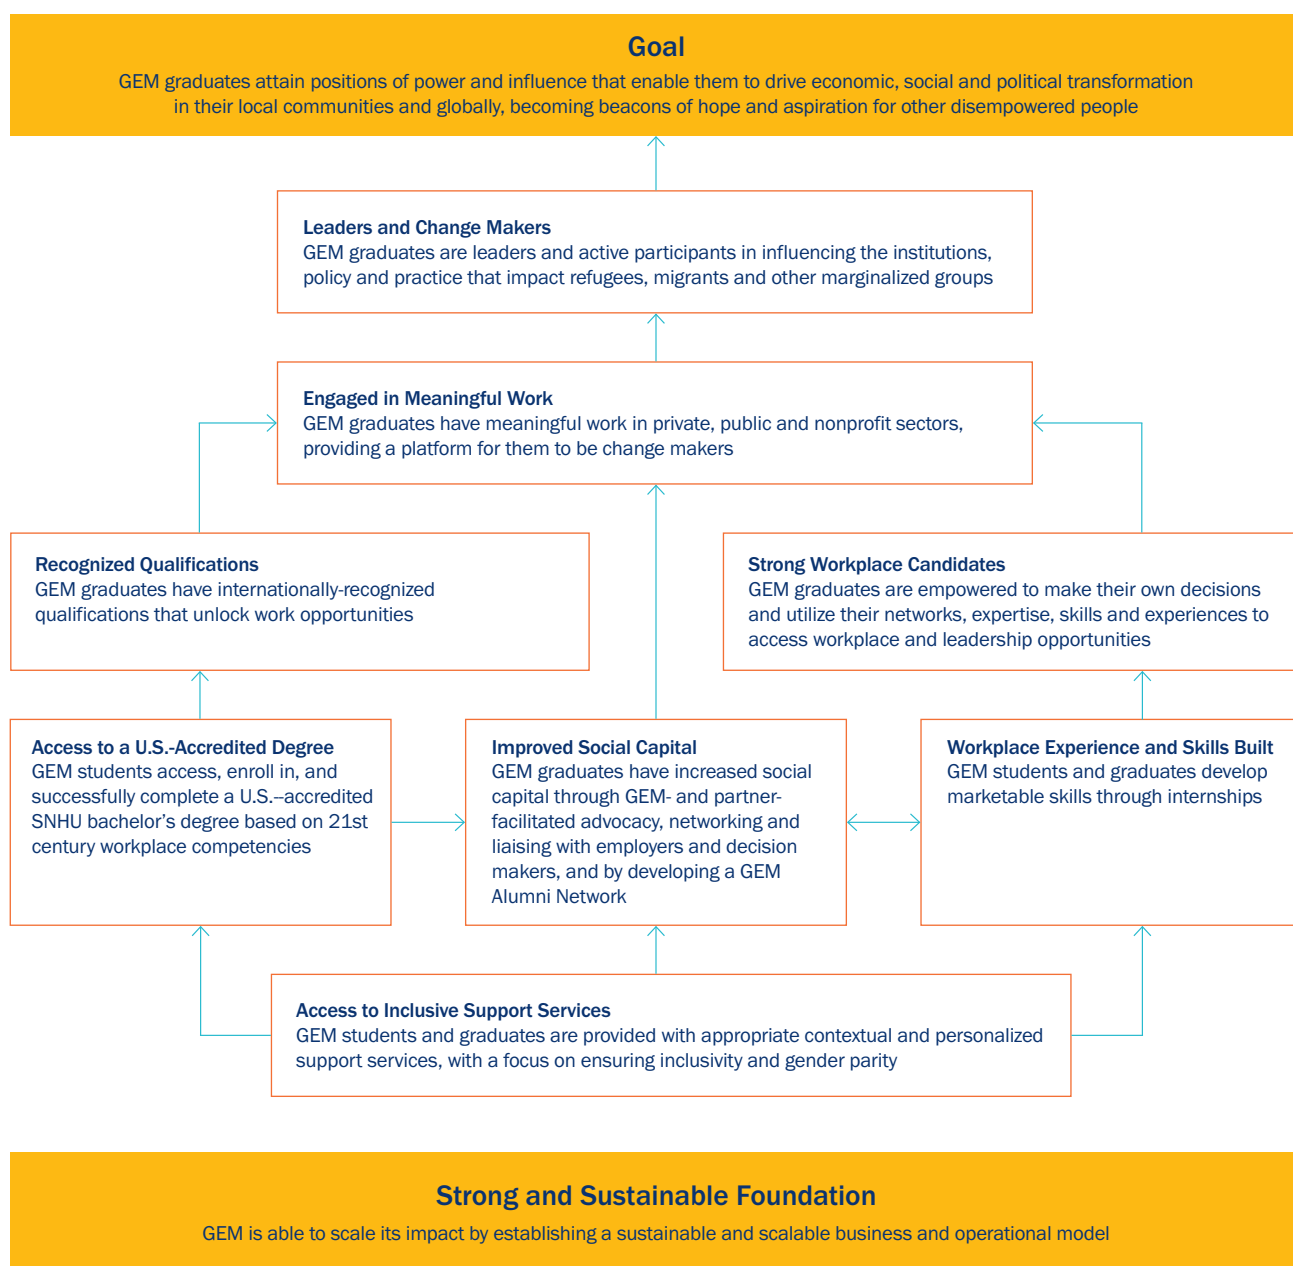 Goal
GEM graduates attain positions of power and influence that enable them to drive economic, social and political transformation
in their local communities and globally, becoming beacons of hope and aspiration for other disempowered people
Leaders and Change Makers
GEM graduates are leaders and active participants in influencing the institutions,
policy and practice that impact refugees, migrants and other marginalized groups
Engaged in Meaningful Work
GEM graduates have meaningful work in private, public and nonprofit sectors,
providing a platform for them to be change makers
Recognized Qualifications
GEM graduates have internationally-recognized
qualifications that unlock work opportunities
Strong Workplace Candidates
GEM graduates are empowered to make their own decisions
and utilize their networks, expertise, skills and experiences to
access workplace and leadership opportunities
Access to a U.S.-Accredited Degree
GEM students access, enroll in, and
successfully complete a U.S.–accredited
SNHU bachelor’s degree based on 21st
century workplace competencies
Improved Social Capital
GEM graduates have increased social
capital through GEM- and partner-
facilitated advocacy, networking and
liaising with employers and decision
makers, and by developing a GEM
Alumni Network
Workplace Experience and Skills Built
GEM students and graduates develop
marketable skills through internships
Access to Inclusive Support Services
GEM students and graduates are provided with appropriate contextual and personalized
support services, with a focus on ensuring inclusivity and gender parity
Strong and Sustainable Foundation
GEM is able to scale its impact by establishing a sustainable and scalable business and operational model